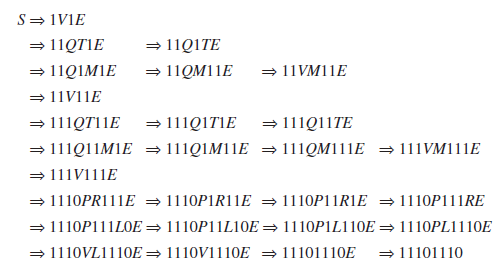 S ⇒ 1V1E
⇒ 11QT1E ⇒ 11Q1TE
⇒ 11Q1M1E ⇒ 11QM11E ⇒ 11VM11E
⇒ 11V11E
⇒ 111QT11E ⇒ 111Q1T1E ⇒ 111Q11TE
⇒ 111Q11M1E ⇒ 111Q1M11E ⇒ 111QM111E ⇒ 111VM111E
⇒ 111V111E
⇒ 1110PR111E ⇒ 1110P1R11E ⇒ 1110P11R1E ⇒ 1110P111RE
⇒ 1110P111L0E ⇒ 1110P11L10E ⇒ 1110P1L110E ⇒ 1110PL1110E
⇒ 1110VL1110E ⇒ 1110V1110E ⇒ 11101110E ⇒ 11101110